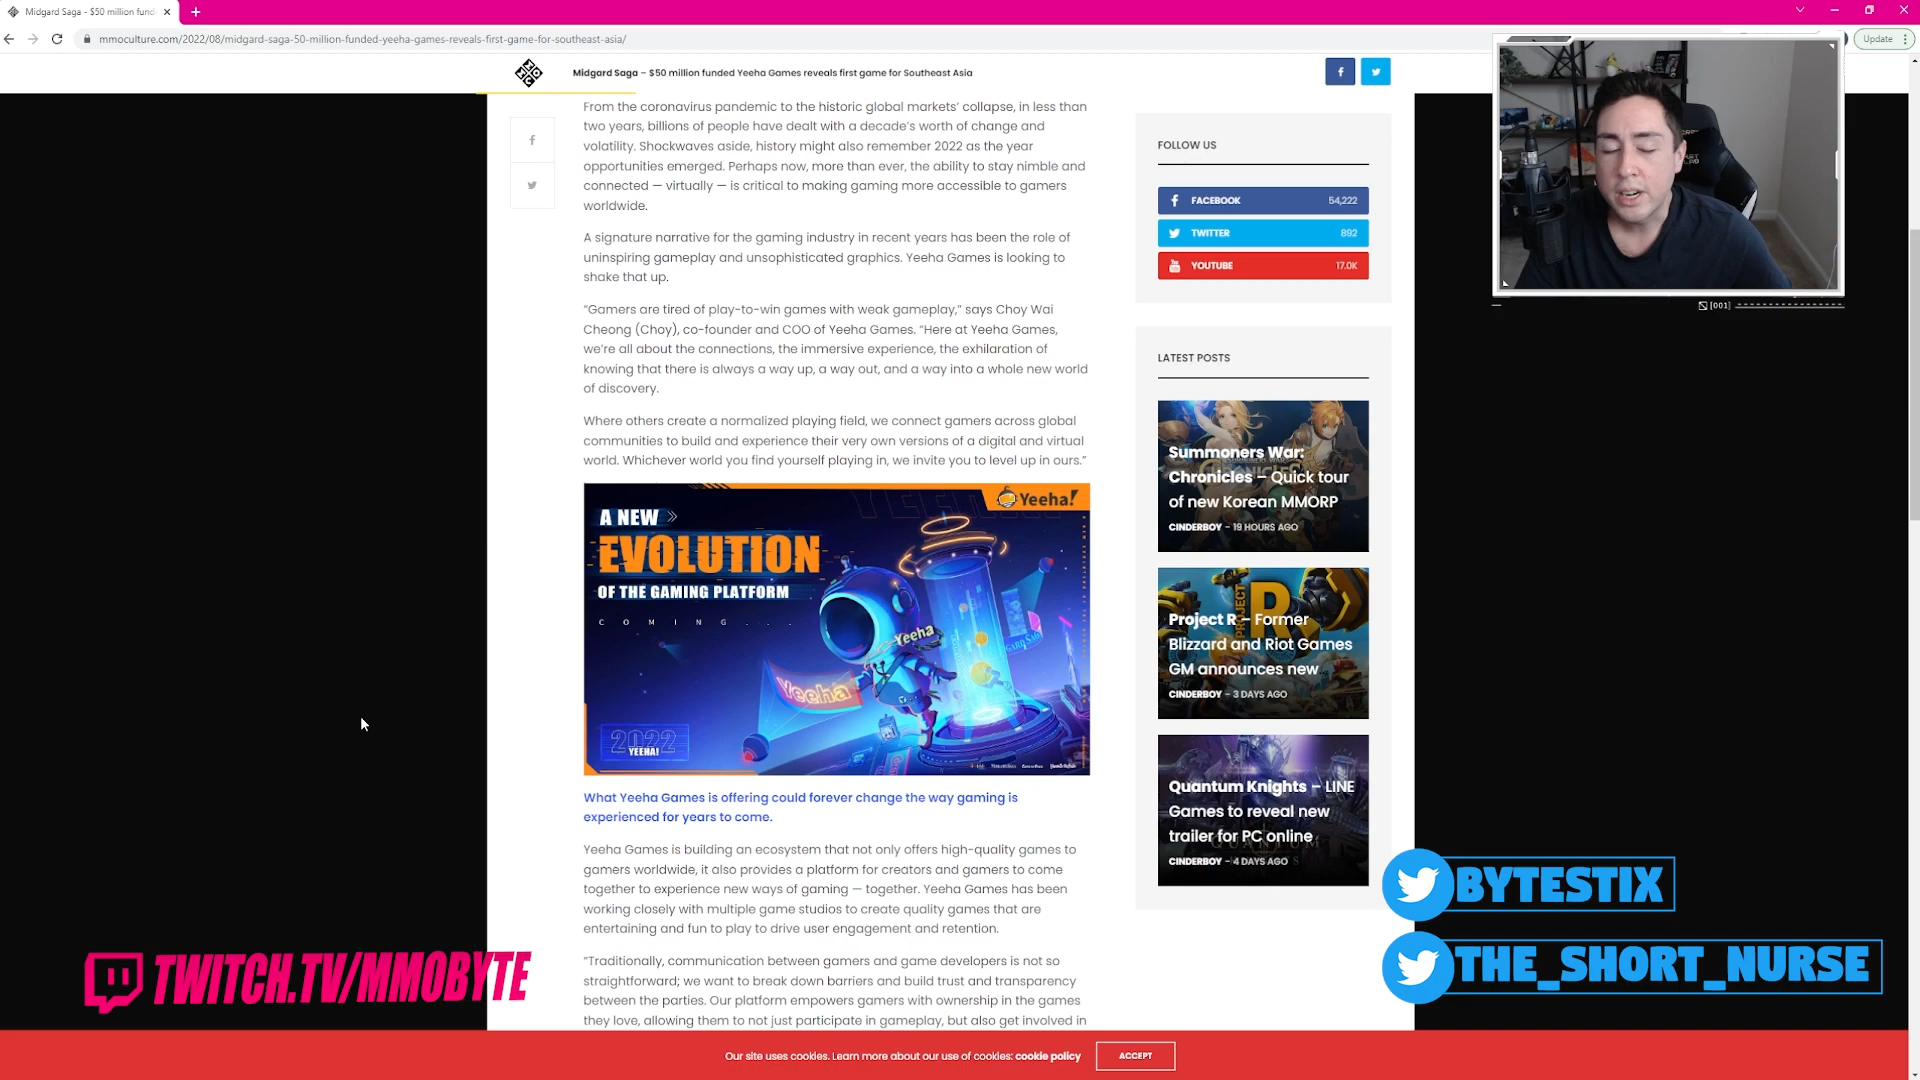 Midgard Saga - $50 million fund
mmoculture.com/2022/08/midgard-saga-50-million-funded-yeeha-games-reveals-first-game-for-southeast-asia/
Update
Midgard Saga – $50 million funded Yeeha Games reveals first game for Southeast Asia
From the coronavirus pandemic to the historic global markets’ collapse, in less than
two years, billions of people have dealt with a decade’s worth of change and
volatility. Shockwaves aside, history might also remember 2022 as the year
opportunities emerged. Perhaps now, more than ever, the ability to stay nimble and
connected — virtually — is critical to making gaming more accessible to gamers
worldwide.
A signature narrative for the gaming industry in recent years has been the role of
uninspiring gameplay and unsophisticated graphics. Yeeha Games is looking to
shake that up.
“Gamers are tired of play-to-win games with weak gameplay,” says Choy Wai
Cheong (Choy), co-founder and COO of Yeeha Games. “Here at Yeeha Games,
we’re all about the connections, the immersive experience, the exhilaration of
knowing that there is always a way up, a way out, and a way into a whole new world
of discovery.
Where others create a normalized playing field, we connect gamers across global
communities to build and experience their very own versions of a digital and virtual
world. Whichever world you find yourself playing in, we invite you to level up in ours.”
Yeeha!
A NEW
EVOLUTION
OF THE GAMING PLATFORM
COMING....
Yeeha
Yeeha
2022
YEEHA!
What Yeeha Games is offering could forever change the way gaming is
experienced for years to come.
Yeeha Games is building an ecosystem that not only offers high-quality games to
gamers worldwide, it also provides a platform for creators and gamers to come
together to experience new ways of gaming — together. Yeeha Games has been
working closely with multiple game studios to create quality games that are
entertaining and fun to play to drive user engagement and retention.
“Traditionally, communication between gamers and game developers is not so
straightforward; we want to break down barriers and build trust and transparency
between the parties. Our platform empowers gamers with ownership in the games
they love, allowing them to not just participate in gameplay, but also get involved in
FOLLOW US
FACEBOOK 54,222
TWITTER 892
YOUTUBE 17.0K
LATEST POSTS
Summoners War:
Chronicles – Quick tour
of new Korean MMORP
CINDERBOY - 19 HOURS AGO
Project R – Former
Blizzard and Riot Games
GM announces new
CINDERBOY - 3 DAYS AGO
Quantum Knights – LINE
Games to reveal new
trailer for PC online
CINDERBOY - 4 DAYS AGO
[001]
BYTESTIX
THE_SHORT_NURSE
TWITCH.TV/MMOBYTE
Our site uses cookies. Learn more about our use of cookies: cookie policy
ACCEPT